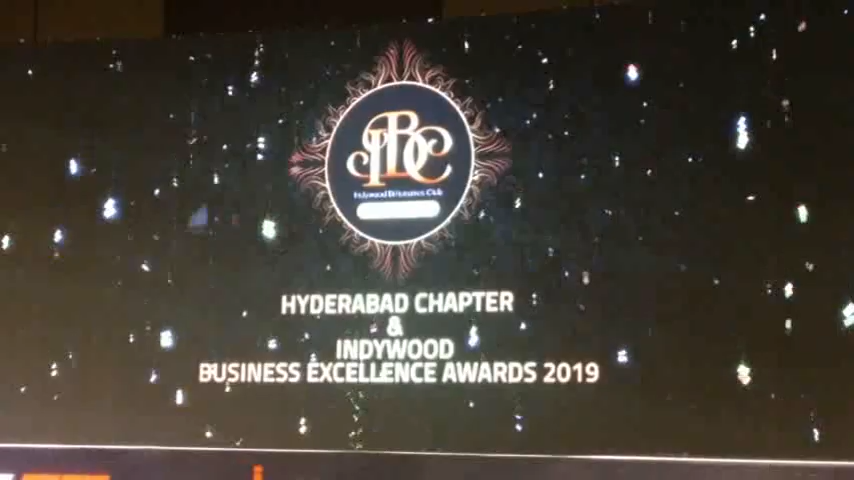 IBC
Indywood Billionaires Club
HYDERABAD CHAPTER
&
INDYWOOD
BUSINESS EXCELLENCE AWARDS 2019